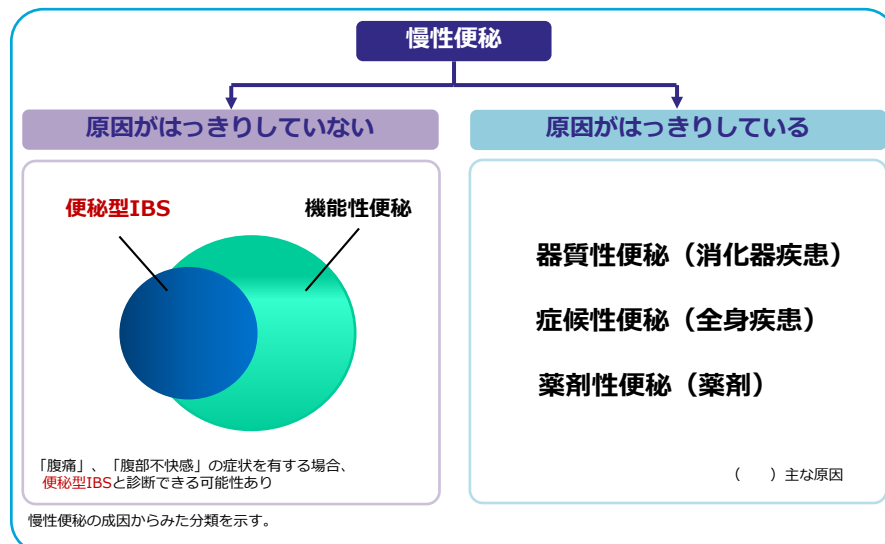 慢性便秘
原因がはっきりしていない
原因がはっきりしている
便秘型IBS
機能性便秘
器質性便秘（消化器疾患）
症候性便秘（全身疾患）
薬剤性便秘（薬剤）
「腹痛」、「腹部不快感」の症状を有する場合、
便秘型IBSと診断できる可能性あり
（　　）主な原因
慢性便秘の成因からみた分類を示す。